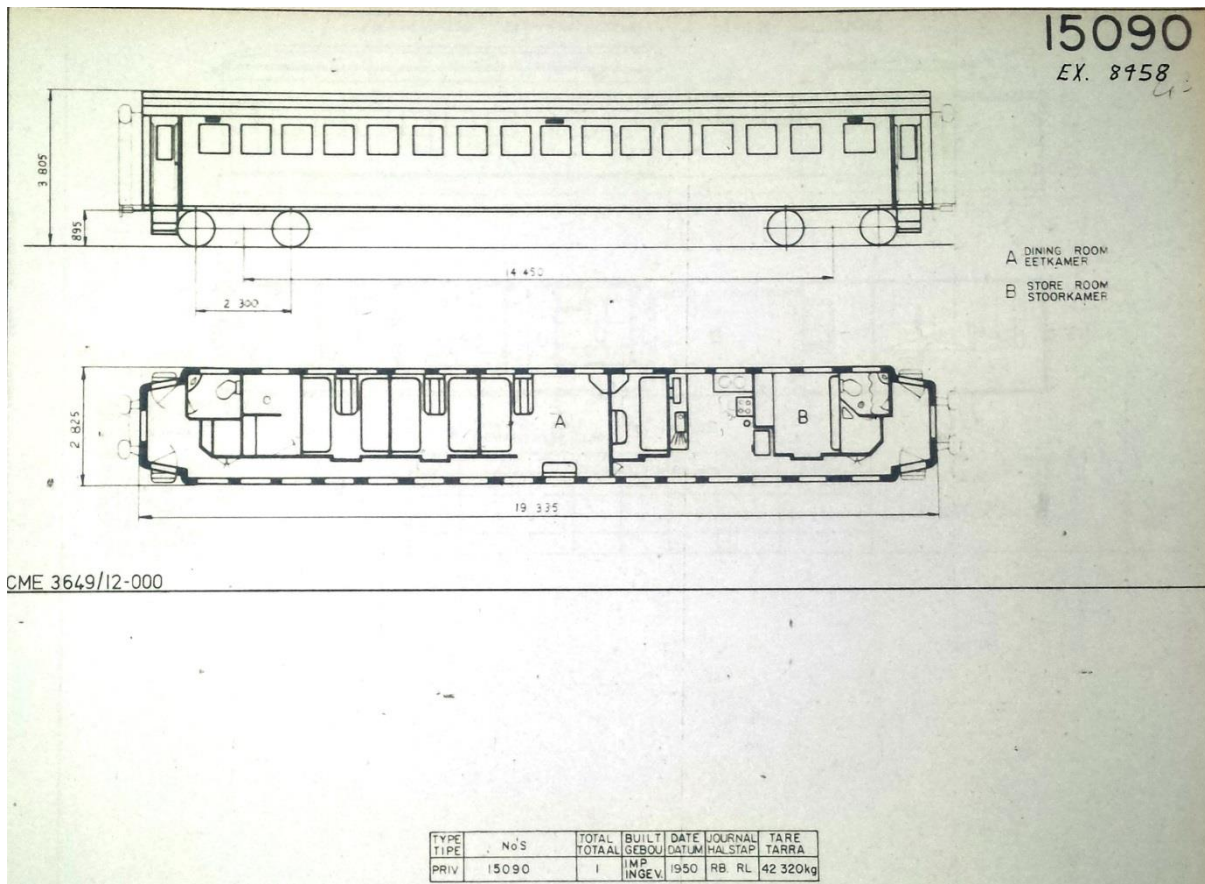 15090
EX. 8458
3 805
895
14 450
2 300
A DINING ROOM
EETKAMER
B STORE ROOM
STOORKAMER
2 825
A
B
19 335
CME 3649/12-000
TYPE TIPE No'S TOTAL TOTAAL BUILT GEBOU DATE DATUM JOURNAL HALSTAP TARE TARRA
PRIV 15090 1 IMP INGEV. 1950 RB. RL 42 320kg